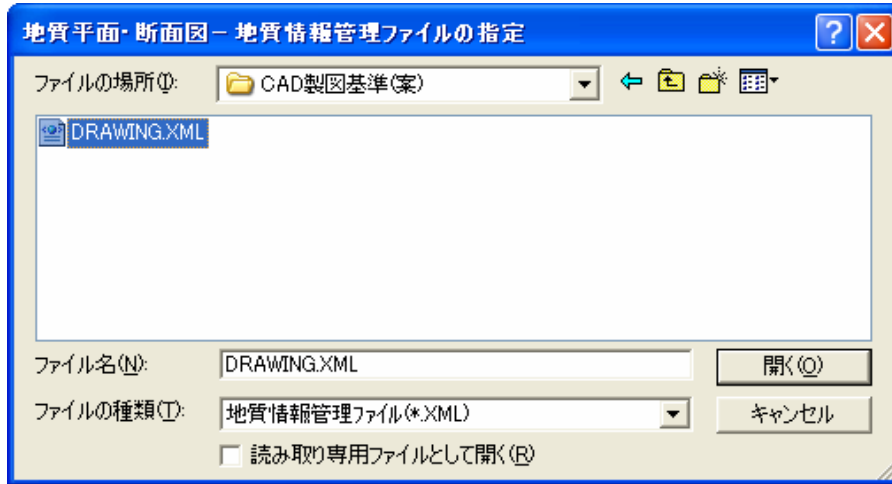 地質平面・断面図－地質情報管理ファイルの指定
ファイルの場所(I): CAD製図基準(案)
DRAWING.XML
ファイル名(N): DRAWING.XML 開く(O)
ファイルの種類(T): 地質情報管理ファイル(*.XML) キャンセル
読み取り専用ファイルとして開く(R)